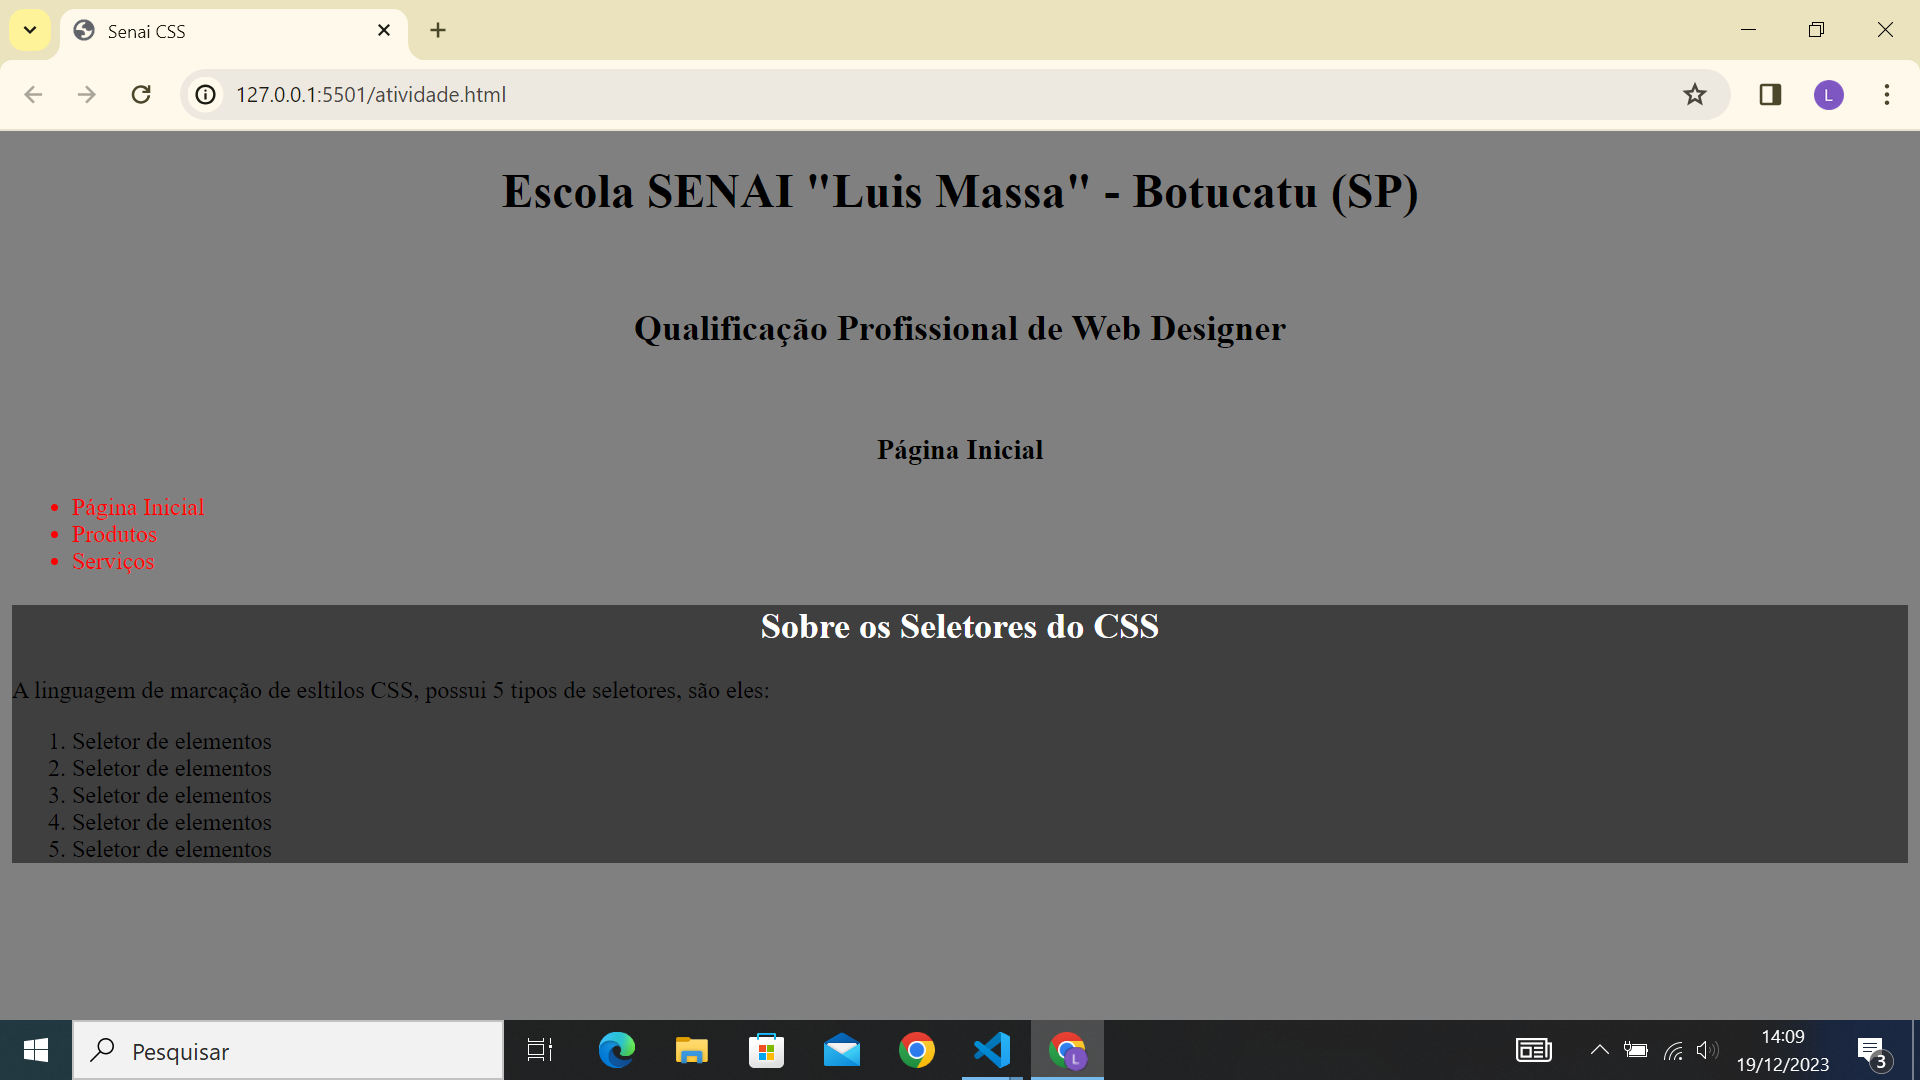 Senai CSS
127.0.0.1:5501/atividade.html
L
Escola SENAI "Luis Massa" - Botucatu (SP)
Qualificação Profissional de Web Designer
Página Inicial
• Página Inicial
• Produtos
• Serviços
Sobre os Seletores do CSS
A linguagem de marcação de esltilos CSS, possui 5 tipos de seletores, são eles:
1. Seletor de elementos
2. Seletor de elementos
3. Seletor de elementos
4. Seletor de elementos
5. Seletor de elementos
Pesquisar
L
14:09
19/12/2023
3